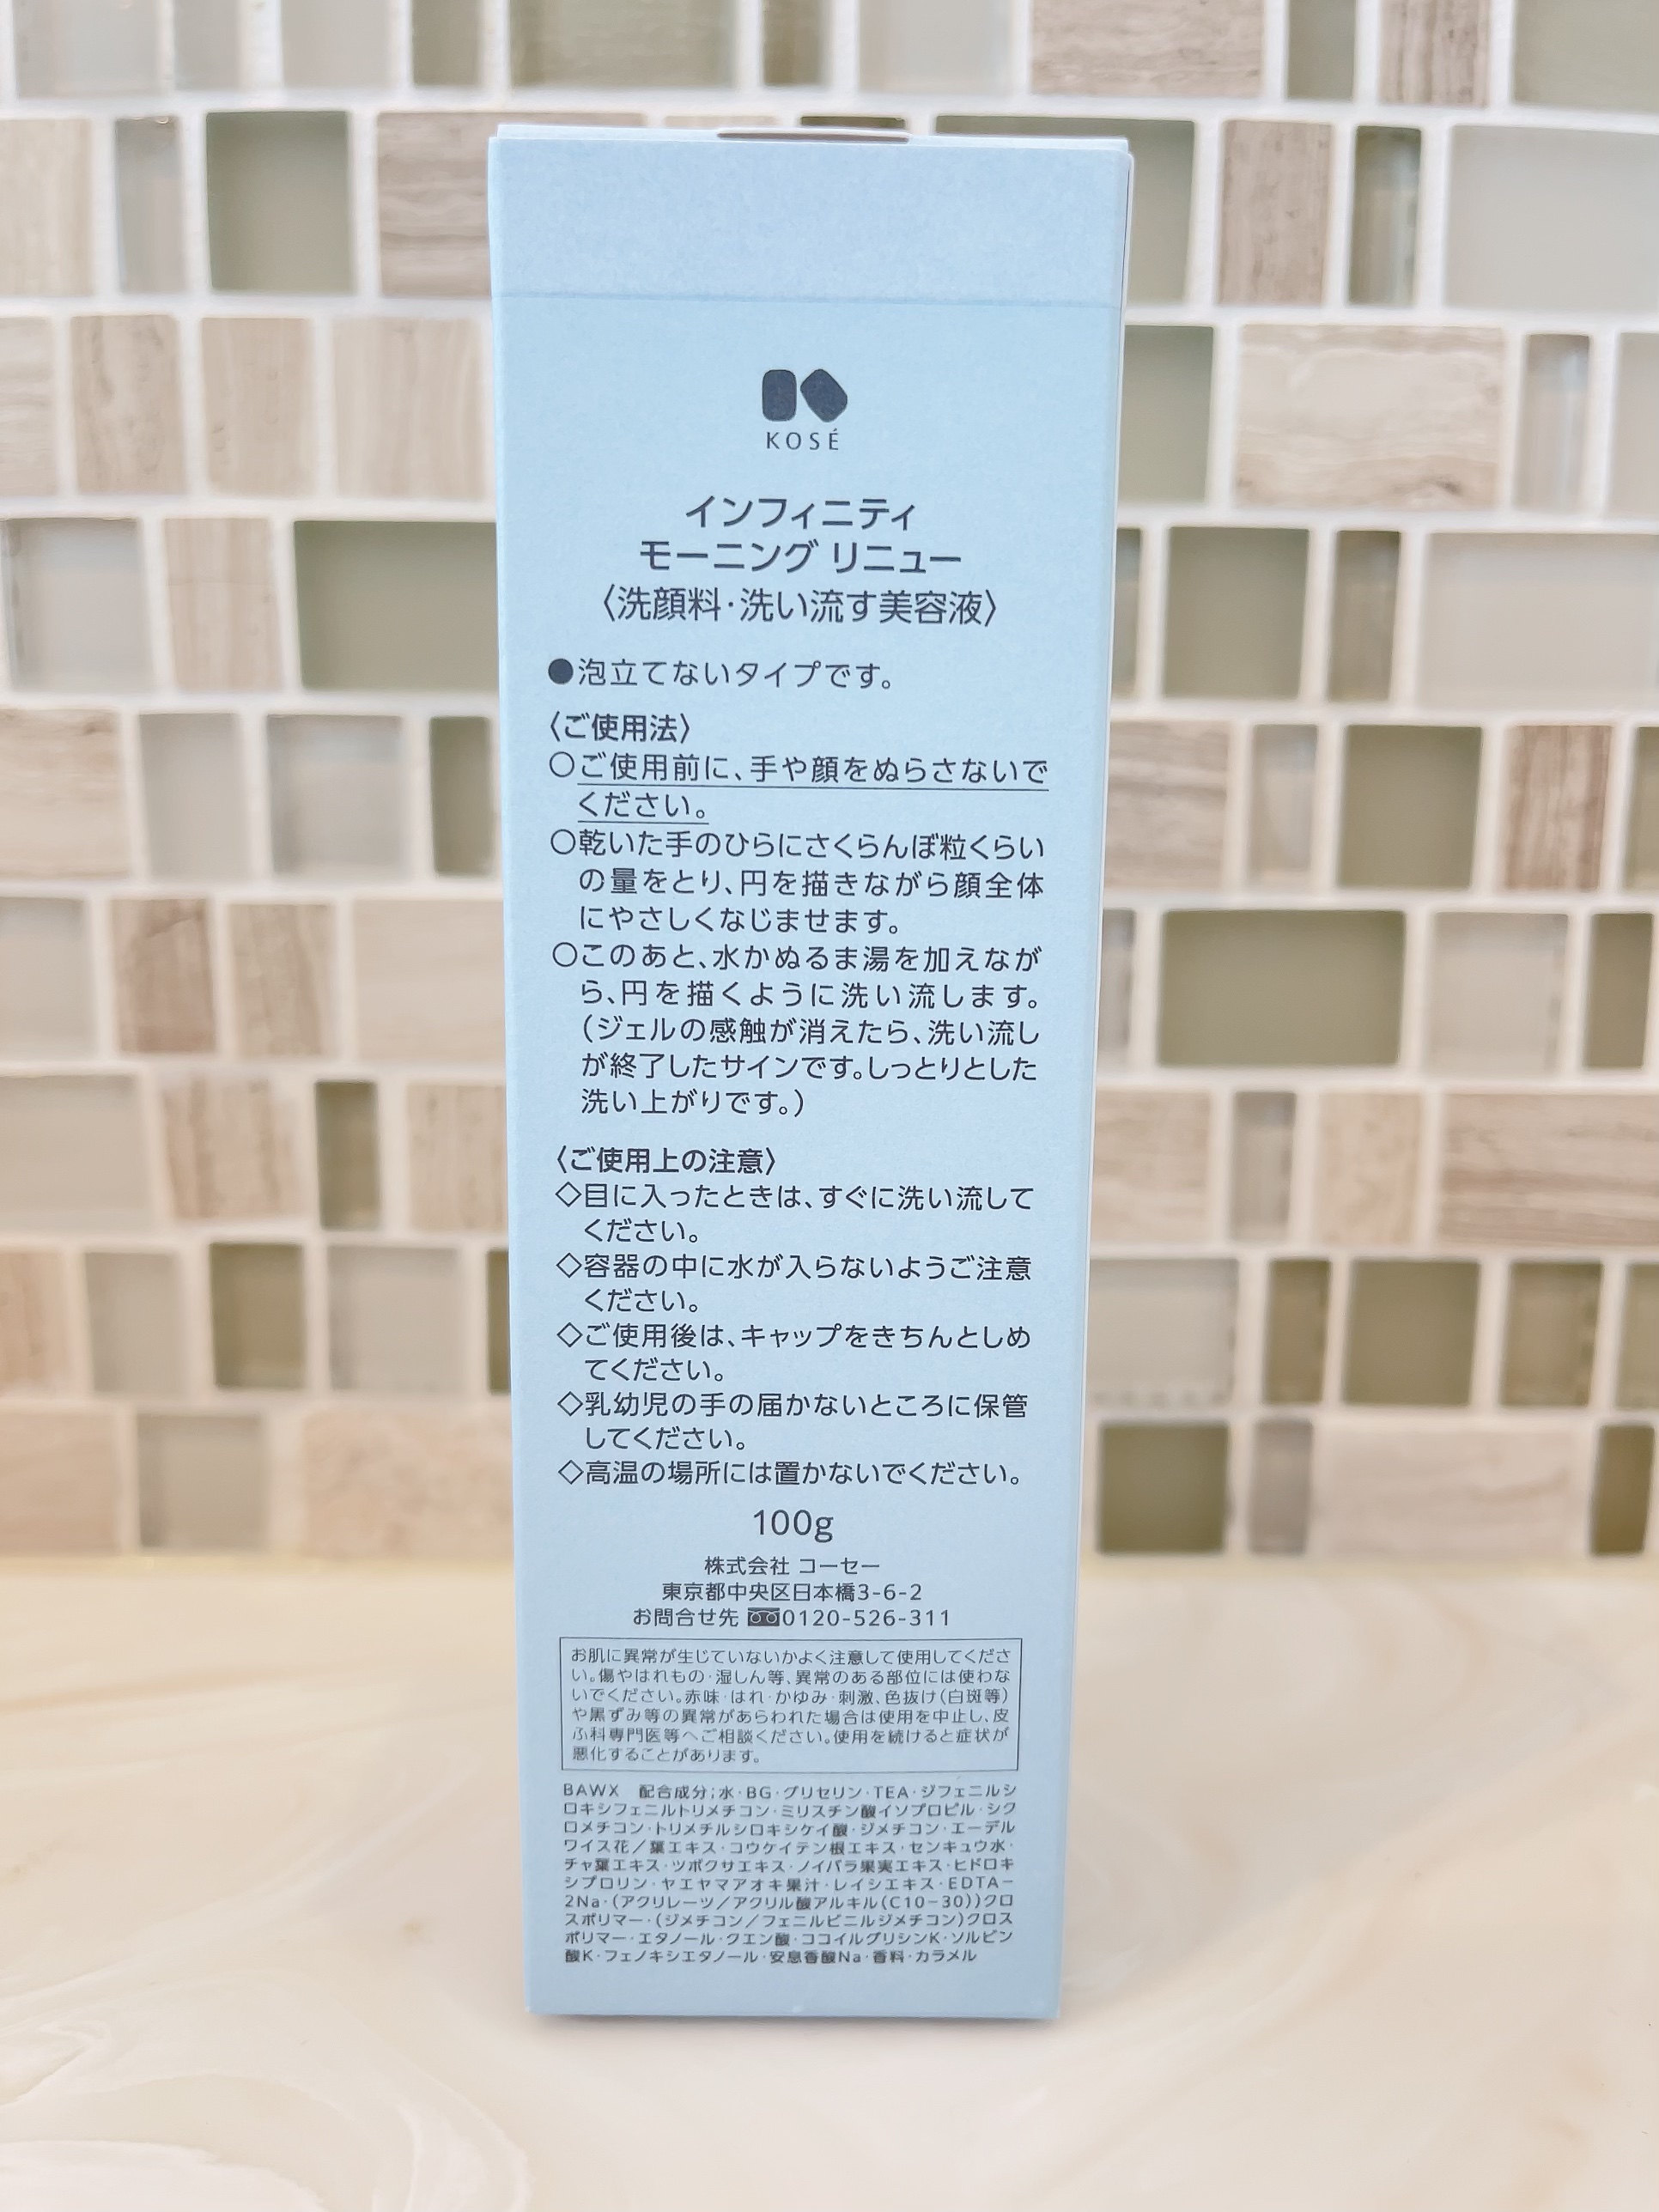 KOSÉ
インフィニティ
モーニング リニュー
〈洗顔料・洗い流す美容液〉
●泡立てないタイプです。
〈ご使用法〉
○ご使用前に、手や顔をぬらさないで
ください。
○乾いた手のひらにさくらんぼ粒くらい
の量をとり、円を描きながら顔全体
にやさしくなじませます。
○このあと、水かぬるま湯を加えなが
ら、円を描くように洗い流します。
(ジェルの感触が消えたら、洗い流し
が終了したサインです。しっとりとした
洗い上がりです。)
〈ご使用上の注意〉
◇目に入ったときは、すぐに洗い流して
ください。
◇容器の中に水が入らないようご注意
ください。
◇ご使用後は、キャップをきちんとしめ
てください。
◇乳幼児の手の届かないところに保管
してください。
◇高温の場所には置かないでください。
100g
株式会社 コーセー
東京都中央区日本橋3-6-2
お問合せ先 0120-526-311
お肌に異常が生じていないかよく注意して使用してくださ
い。傷やはれもの・湿しん等、異常のある部位には使わな
いでください。赤味・はれ・かゆみ・刺激、色抜け(白斑等)
や黒ずみ等の異常があらわれた場合は使用を中止し、皮
ふ科専門医等へご相談ください。使用を続けると症状が
悪化することがあります。
BAWX 配合成分;水・BG・グリセリン・TEA・ジフェニルシ
ロキシフェニルトリメチコン・ミリスチン酸イソプロピル・シク
ロメチコン・トリメチルシロキシケイ酸・ジメチコン・エーデル
ワイス花/葉エキス・コウケイテン根エキス・センキュウ水・
チャ葉エキス・ツボクサエキス・ノイバラ果実エキス・ヒドロキ
シプロリン・ヤエヤマアオキ果汁・レイシエキス・EDTA-
2Na・(アクリレーツ/アクリル酸アルキル(C10-30))クロ
スポリマー・(ジメチコン/フェニルビニルジメチコン)クロス
ポリマー・エタノール・クエン酸・ココイルグリシンK・ソルビン
酸K・フェノキシエタノール・安息香酸Na・香料・カラメル